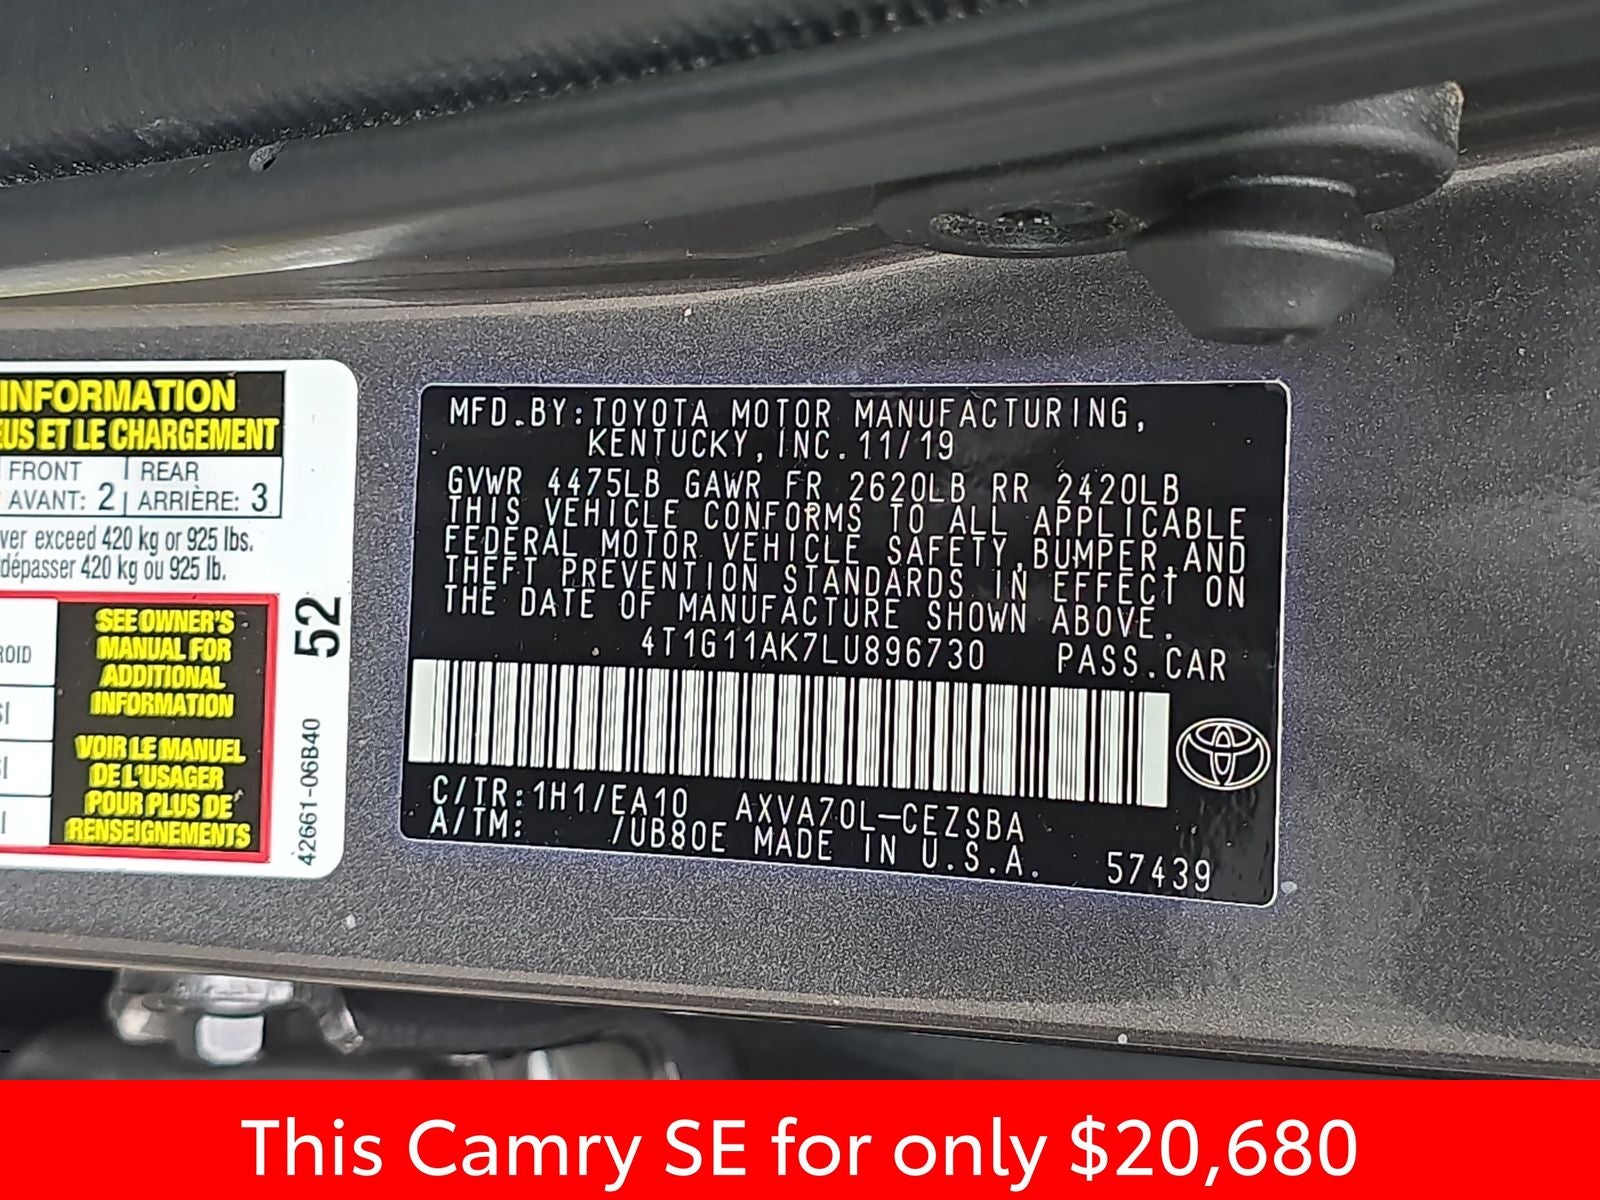 INFORMATION
EUS ET LE CHARGEMENT
FRONT REAR
AVANT: 2 ARRIÈRE: 3
ver exceed 420 kg or 925 lbs.
dépasser 420 kg ou 925 lb.
SEE OWNER'S
MANUAL FOR
ADDITIONAL
INFORMATION
VOIR LE MANUEL
DE L'USAGER
POUR PLUS DE
RENSEIGNEMENTS
52
42661-06B40
MFD.BY:TOYOTA MOTOR MANUFACTURING,
KENTUCKY,INC.11/19
GVWR 4475LB GAWR FR 2620LB RR 2420LB
THIS VEHICLE CONFORMS TO ALL APPLICABLE
FEDERAL MOTOR VEHICLE SAFETY,BUMPER,AND
THEFT PREVENTION STANDARDS IN EFFECT ON
THE DATE OF MANUFACTURE SHOWN ABOVE.
4T1G11AK7LU896730 PASS.CAR
C/TR:1H1/EA10 AXVA70L-CEZSBA
A/TM: /UB80E MADE IN U.S.A. 57439
This Camry SE for only $20,680